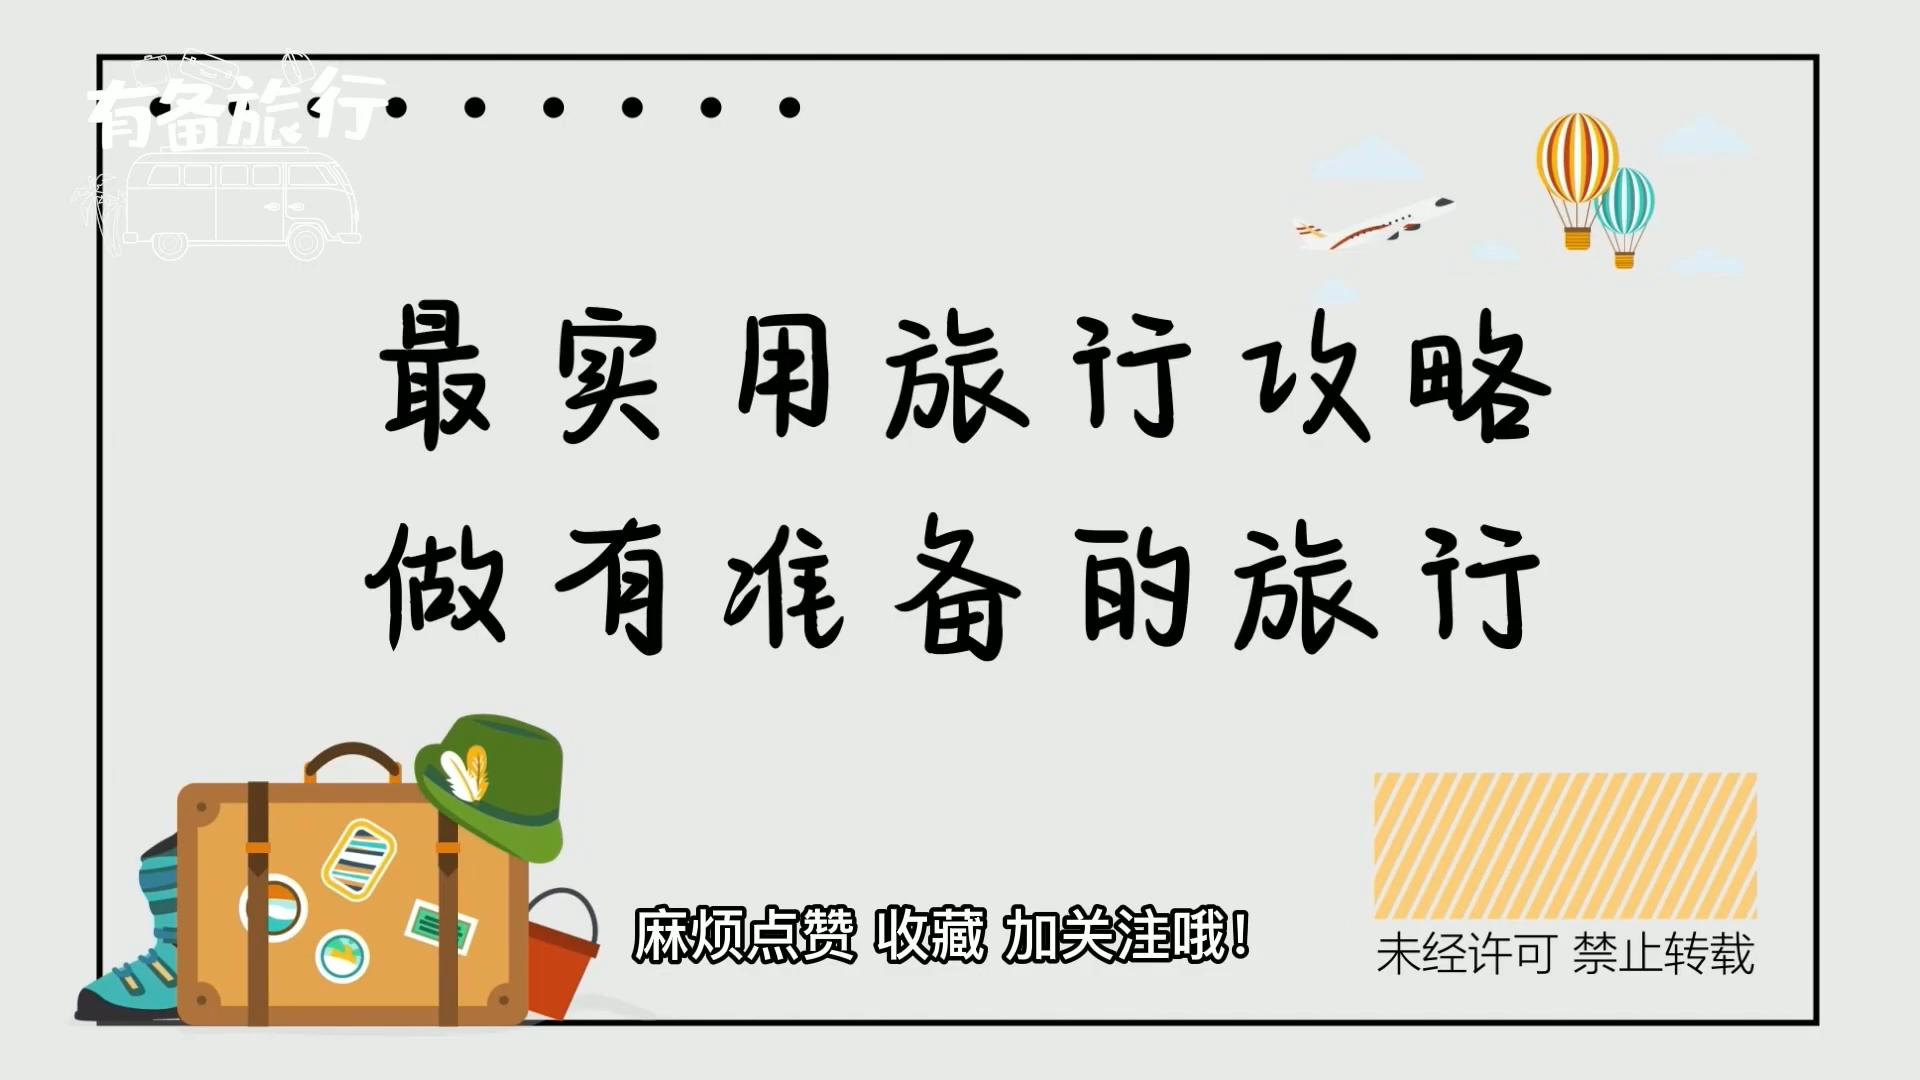 有备旅行
最实用旅行攻略
做有准备的旅行
麻烦点赞 收藏 加关注哦!
未经许可 禁止转载